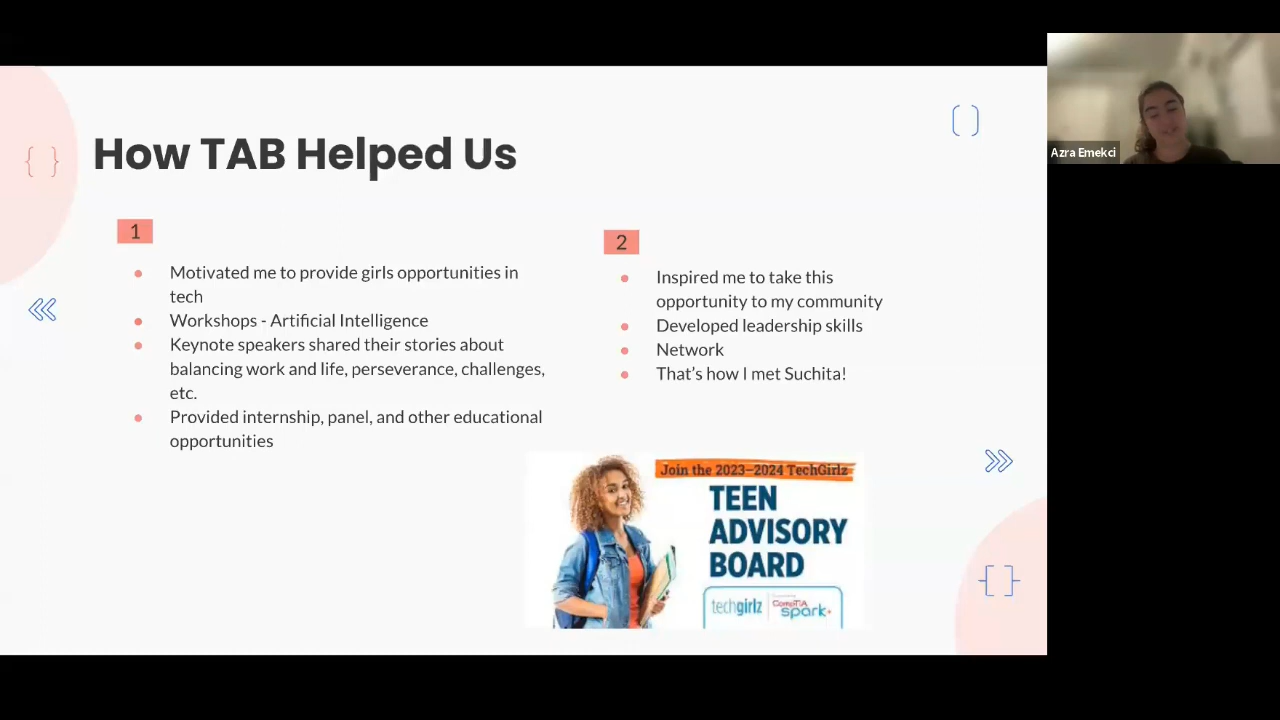 How TAB Helped Us
1
Motivated me to provide girls opportunities in
tech
Workshops - Artificial Intelligence
Keynote speakers shared their stories about
balancing work and life, perseverance, challenges,
etc.
Provided internship, panel, and other educational
opportunities
2
Inspired me to take this
opportunity to my community
Developed leadership skills
Network
That's how I met Suchita!
Join the 2023–2024 TechGirlz
TEEN
ADVISORY
BOARD
techgirlz
CompTIA
spark
Azra Emekci